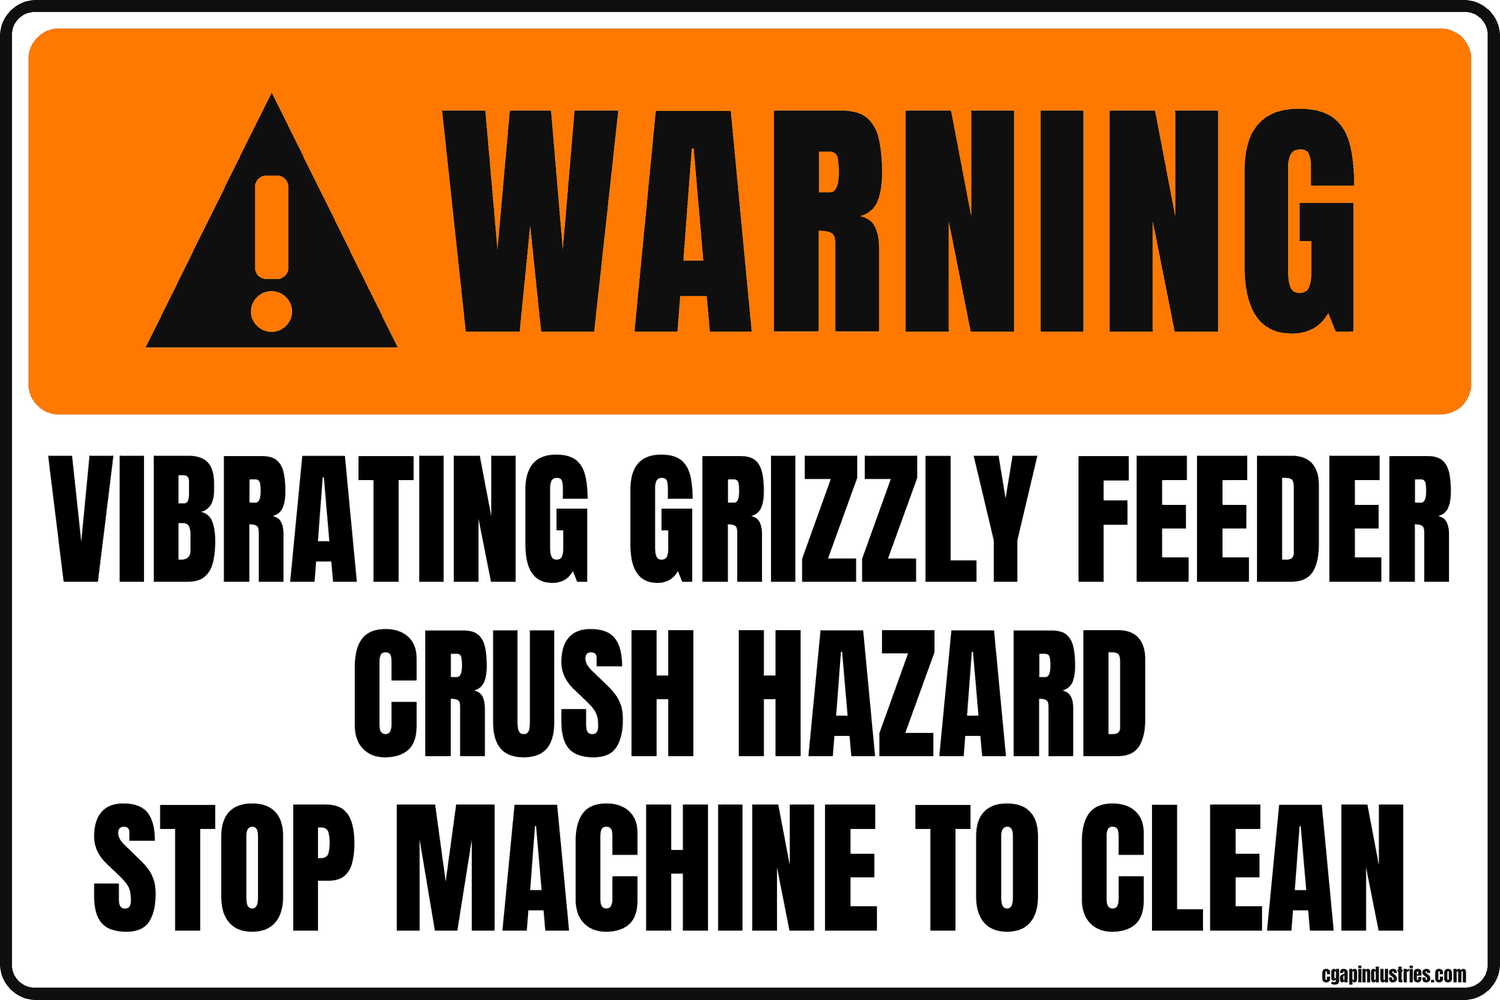 WARNING
VIBRATING GRIZZLY FEEDER
CRUSH HAZARD
STOP MACHINE TO CLEAN
cgapindustries.com